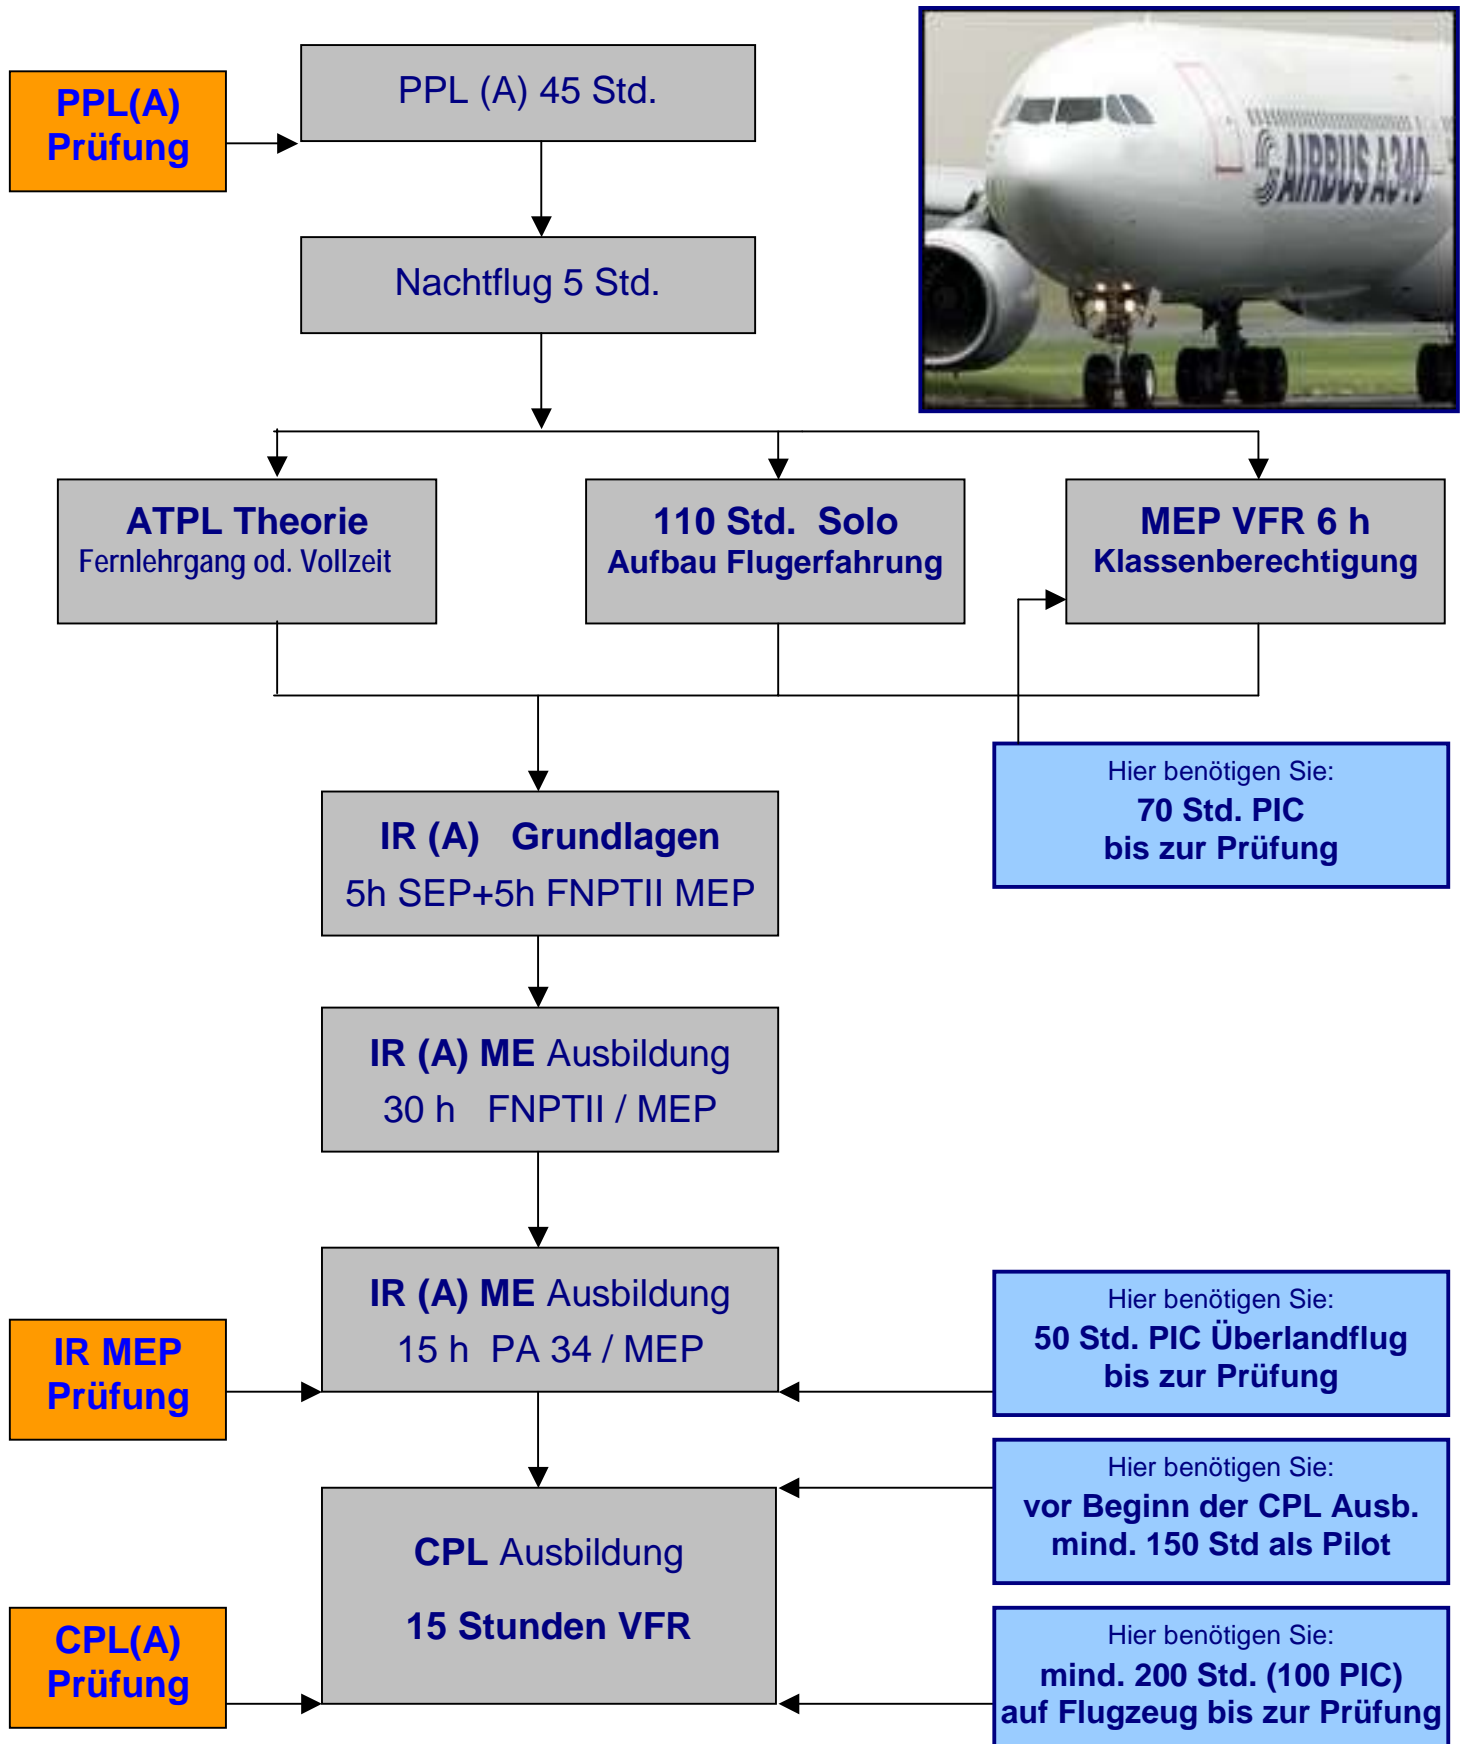 PPL(A)
Prüfung
PPL (A) 45 Std.
AIRBUS A340
Nachtflug 5 Std.
ATPL Theorie
Fernlehrgang od. Vollzeit
110 Std. Solo
Aufbau Flugerfahrung
MEP VFR 6 h
Klassenberechtigung
Hier benötigen Sie:
70 Std. PIC
bis zur Prüfung
IR (A) Grundlagen
5h SEP+5h FNPTII MEP
IR (A) ME Ausbildung
30 h FNPTII / MEP
IR (A) ME Ausbildung
15 h PA 34 / MEP
IR MEP
Prüfung
Hier benötigen Sie:
50 Std. PIC Überlandflug
bis zur Prüfung
Hier benötigen Sie:
vor Beginn der CPL Ausb.
mind. 150 Std als Pilot
CPL Ausbildung
15 Stunden VFR
CPL(A)
Prüfung
Hier benötigen Sie:
mind. 200 Std. (100 PIC)
auf Flugzeug bis zur Prüfung